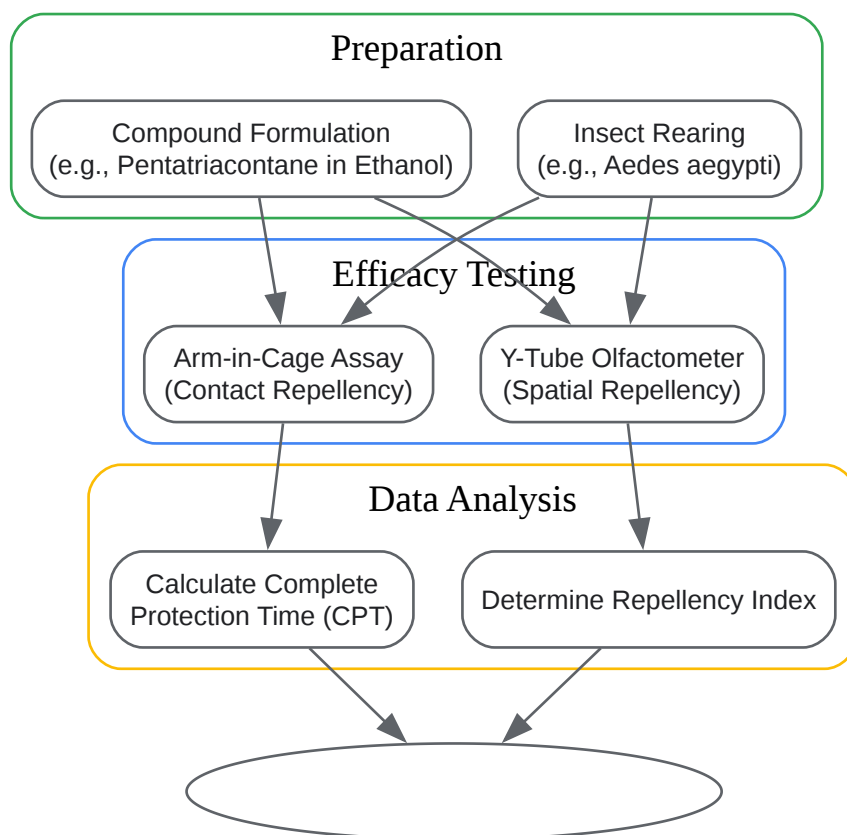 Preparation
Compound Formulation
(e.g., Pentatriacontane in Ethanol)
Insect Rearing
(e.g., Aedes aegypti)
Efficacy Testing
Arm-in-Cage Assay
(Contact Repellency)
Y-Tube Olfactometer
(Spatial Repellency)
Data Analysis
Calculate Complete
Protection Time (CPT)
Determine Repellency Index